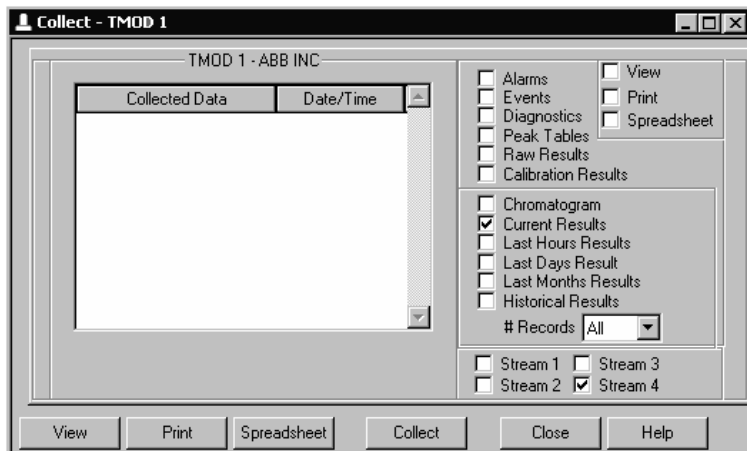 Collect - TMOD 1
TMOD 1 - ABB INC
Collected Data Date/Time
Alarms
Events
Diagnostics
Peak Tables
Raw Results
Calibration Results
View
Print
Spreadsheet
Chromatogram
Current Results
Last Hours Results
Last Days Result
Last Months Results
Historical Results
# Records All
Stream 1 Stream 3
Stream 2 Stream 4
View Print Spreadsheet Collect Close Help